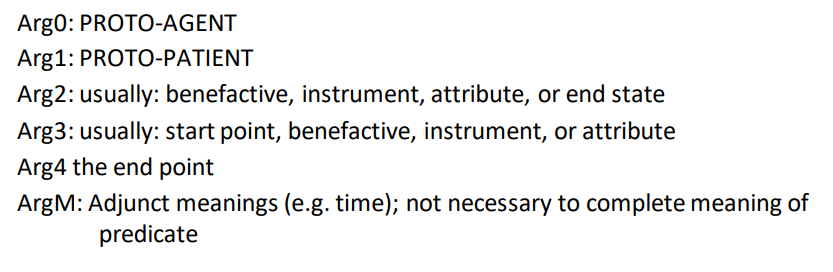 Arg0: PROTO-AGENT
Arg1: PROTO-PATIENT
Arg2: usually: benefactive, instrument, attribute, or end state
Arg3: usually: start point, benefactive, instrument, or attribute
Arg4 the end point
ArgM: Adjunct meanings (e.g. time); not necessary to complete meaning of
predicate